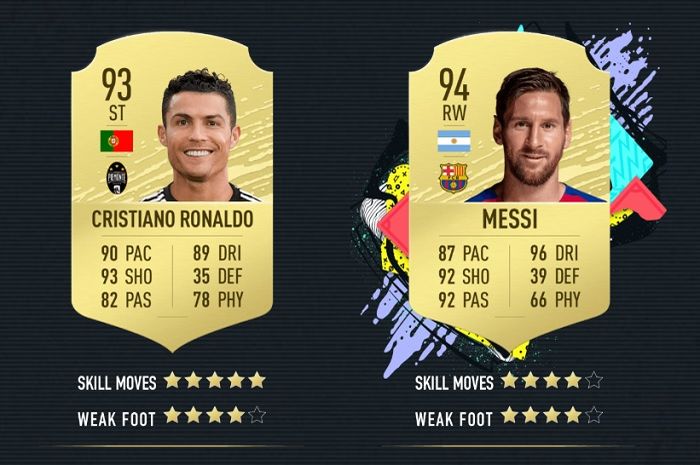 93
ST
PIEMONTE
CRISTIANO RONALDO
90 PAC 89 DRI
93 SHO 35 DEF
82 PAS 78 PHY
SKILL MOVES
WEAK FOOT
94
RW
MESSI
87 PAC 96 DRI
92 SHO 39 DEF
92 PAS 66 PHY
SKILL MOVES
WEAK FOOT